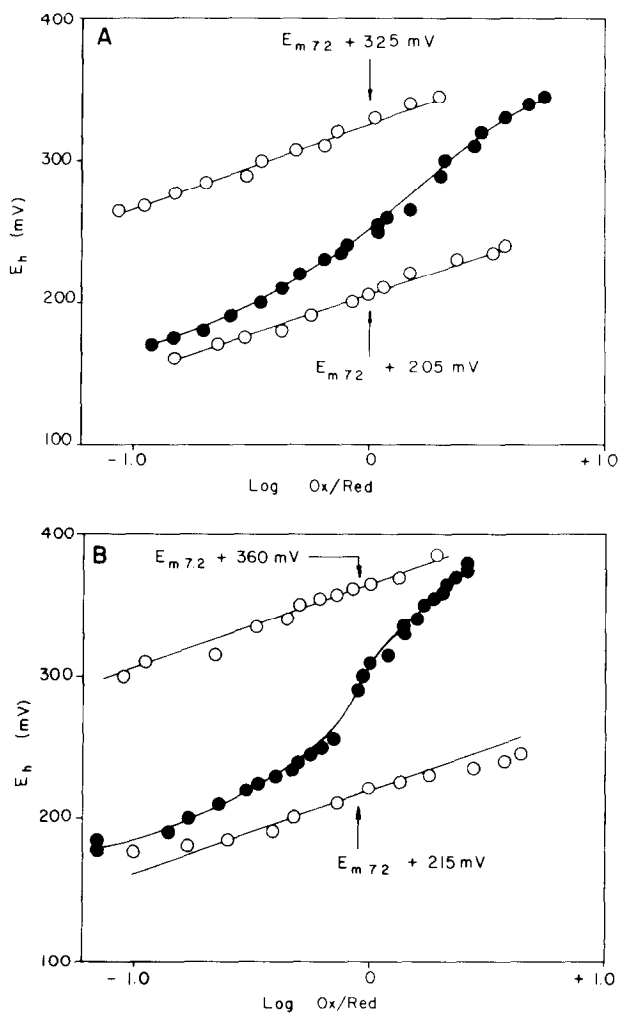 A
400
300
200
100
E_h (mV)
E_m 7.2 + 325 mV
E_m 7.2 + 205 mV
-1.0 0 +1.0
Log Ox/Red
B
400
300
200
100
E_h (mV)
E_m 7.2 + 360 mV
E_m 7.2 + 215 mV
-1.0 0 +1.0
Log Ox/Red